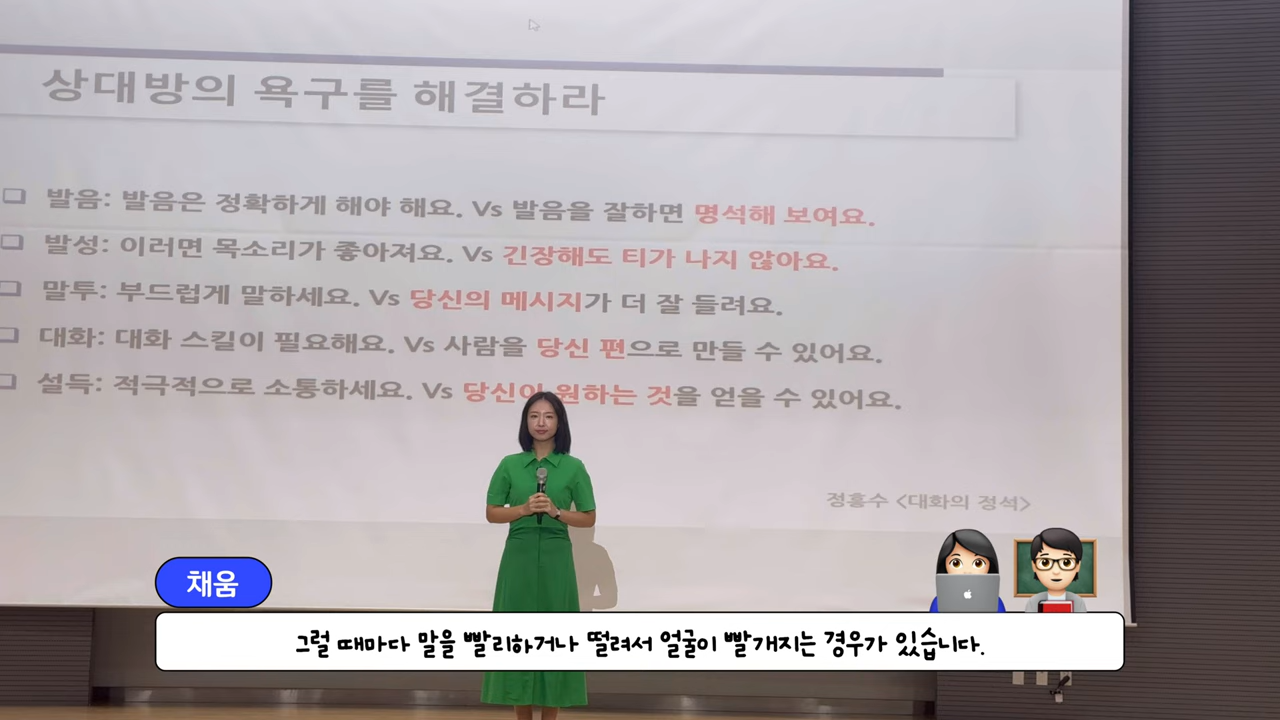 상대방의 욕구를 해결하라
발음: 발음은 정확하게 해야 해요. Vs 발음을 잘하면 명석해 보여요.
발성: 이러면 목소리가 좋아져요. Vs 긴장해도 티가 나지 않아요.
말투: 부드럽게 말하세요. Vs 당신의 메시지가 더 잘 들려요.
대화: 대화 스킬이 필요해요. Vs 사람을 당신 편으로 만들 수 있어요.
설득: 적극적으로 소통하세요. Vs 당신이 원하는 것을 얻을 수 있어요.
정흥수 <대화의 정석>
채움
그럴 때마다 말을 빨리하거나 떨려서 얼굴이 빨개지는 경우가 있습니다.